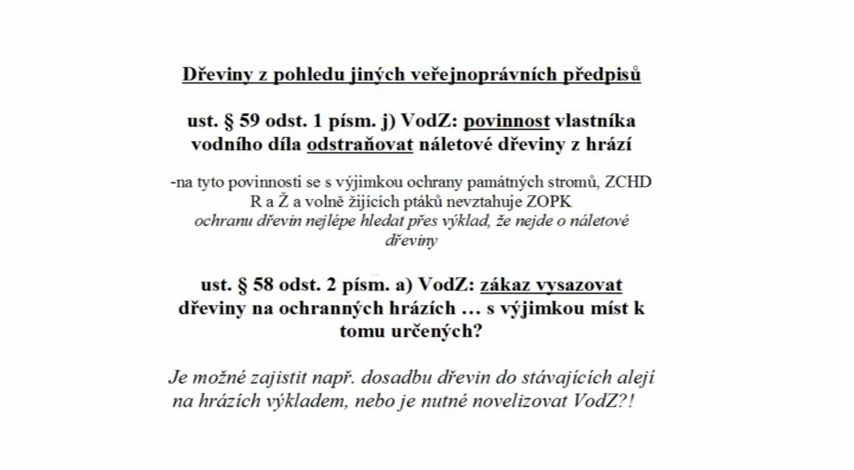 Dřeviny z pohledu jiných veřejnoprávních předpisů
ust. § 59 odst. 1 písm. j) VodZ: povinnost vlastníka
vodního díla odstraňovat náletové dřeviny z hrází
-na tyto povinnosti se s výjimkou ochrany památných stromů, ZCHD
R a Ž a volně žijících ptáků nevztahuje ZOPK
ochranu dřevin nejlépe hledat přes výklad, že nejde o náletové
dřeviny
ust. § 58 odst. 2 písm. a) VodZ: zákaz vysazovat
dřeviny na ochranných hrázích … s výjimkou míst k
tomu určených?
Je možné zajistit např. dosadbu dřevin do stávajících alejí
na hrázích výkladem, nebo je nutné novelizovat VodZ?!